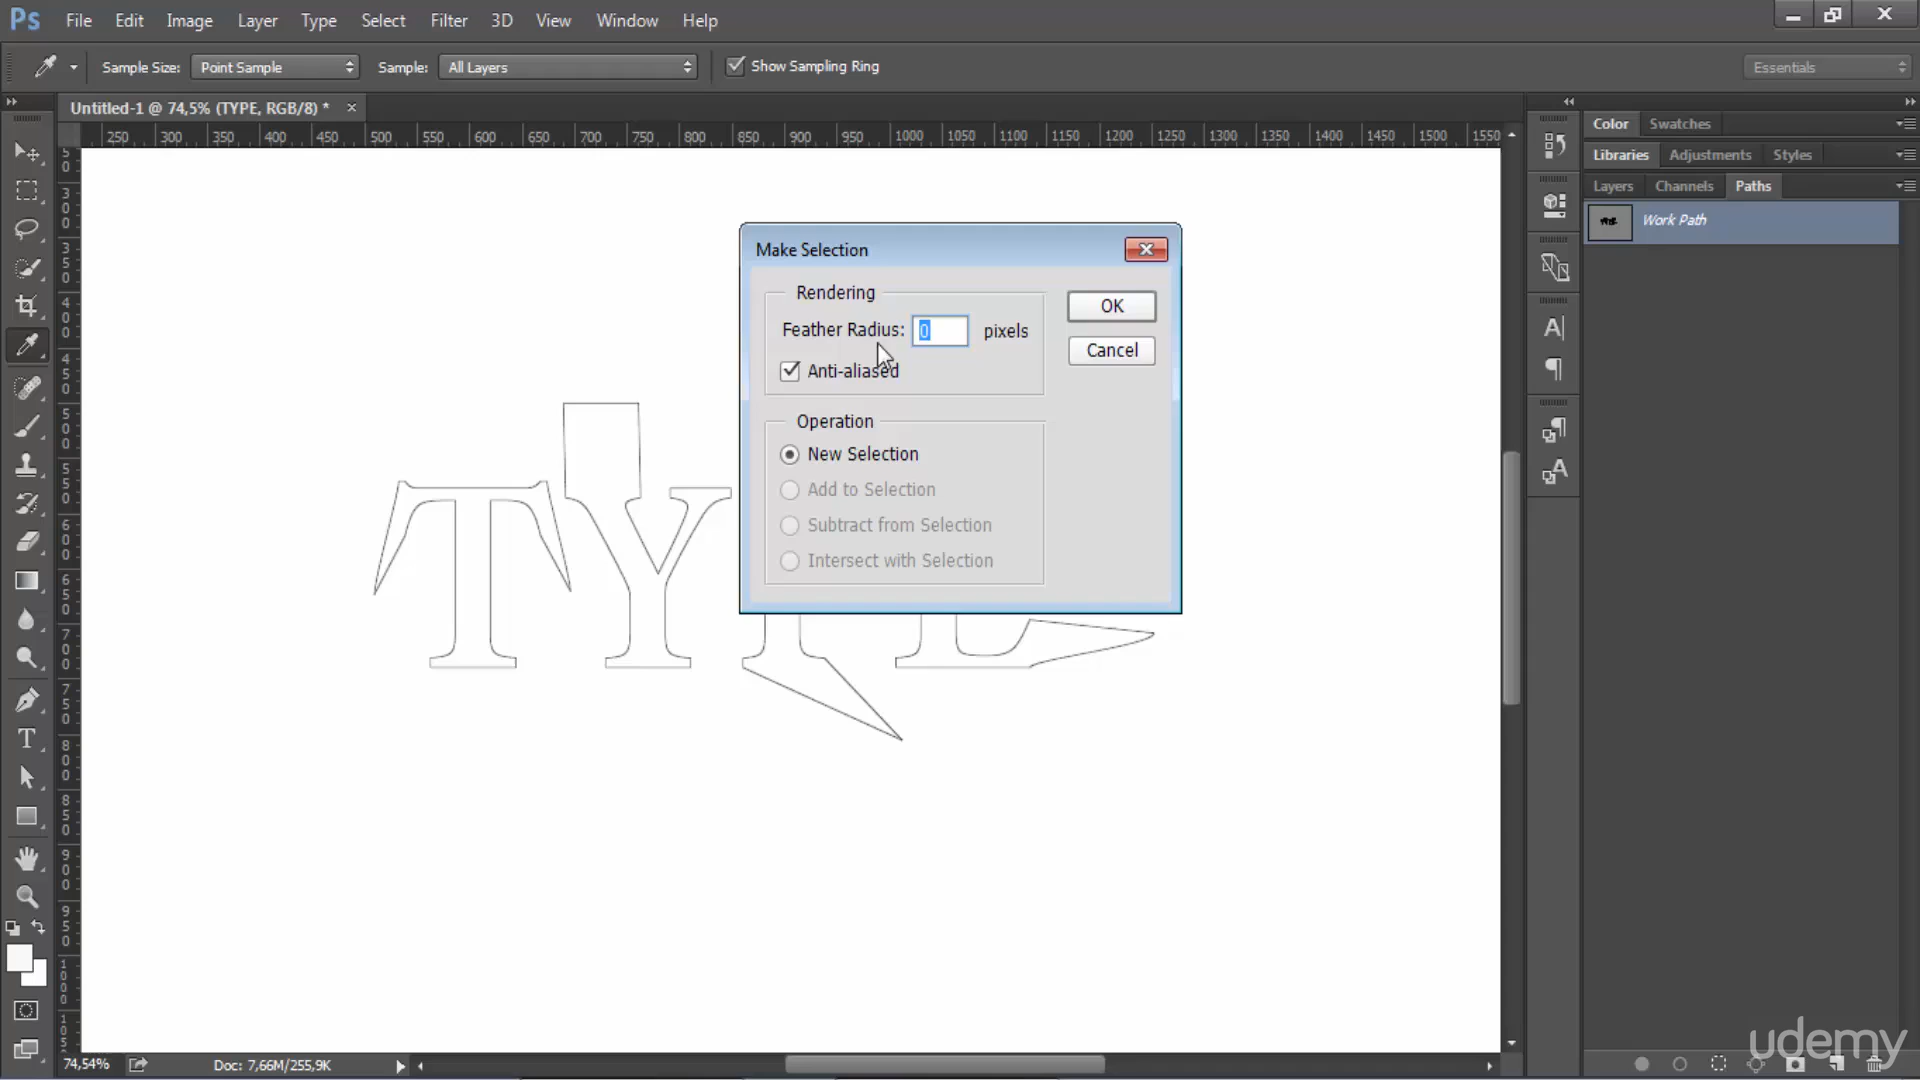 Ps File Edit Image Layer Type Select Filter 3D View Window Help
Sample Size: Point Sample Sample: All Layers Show Sampling Ring Essentials
Untitled-1 @ 74,5% (TYPE, RGB/8) *
250 300 350 400 450 500 550 600 650 700 750 800 850 900 950 1000 1050 1100 1150 1200 1250 1300 1350 1400 1450 1500 1550
Color Swatches
Libraries Adjustments Styles
Layers Channels Paths
Work Path
Make Selection
Rendering
Feather Radius: 0 pixels
Anti-aliased
OK
Cancel
Operation
New Selection
Add to Selection
Subtract from Selection
Intersect with Selection
TY
74,54% Doc: 7,66M/255,9K
udemy